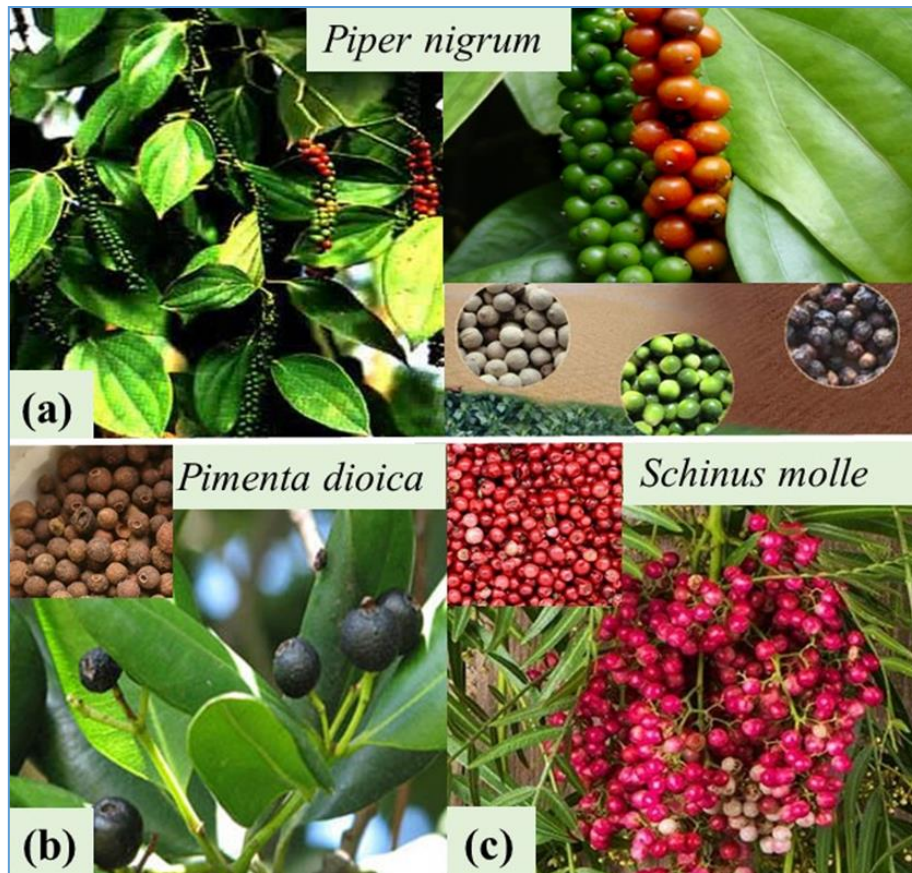 Piper nigrum
(a)
Pimenta dioica
Schinus molle
(b)
(c)